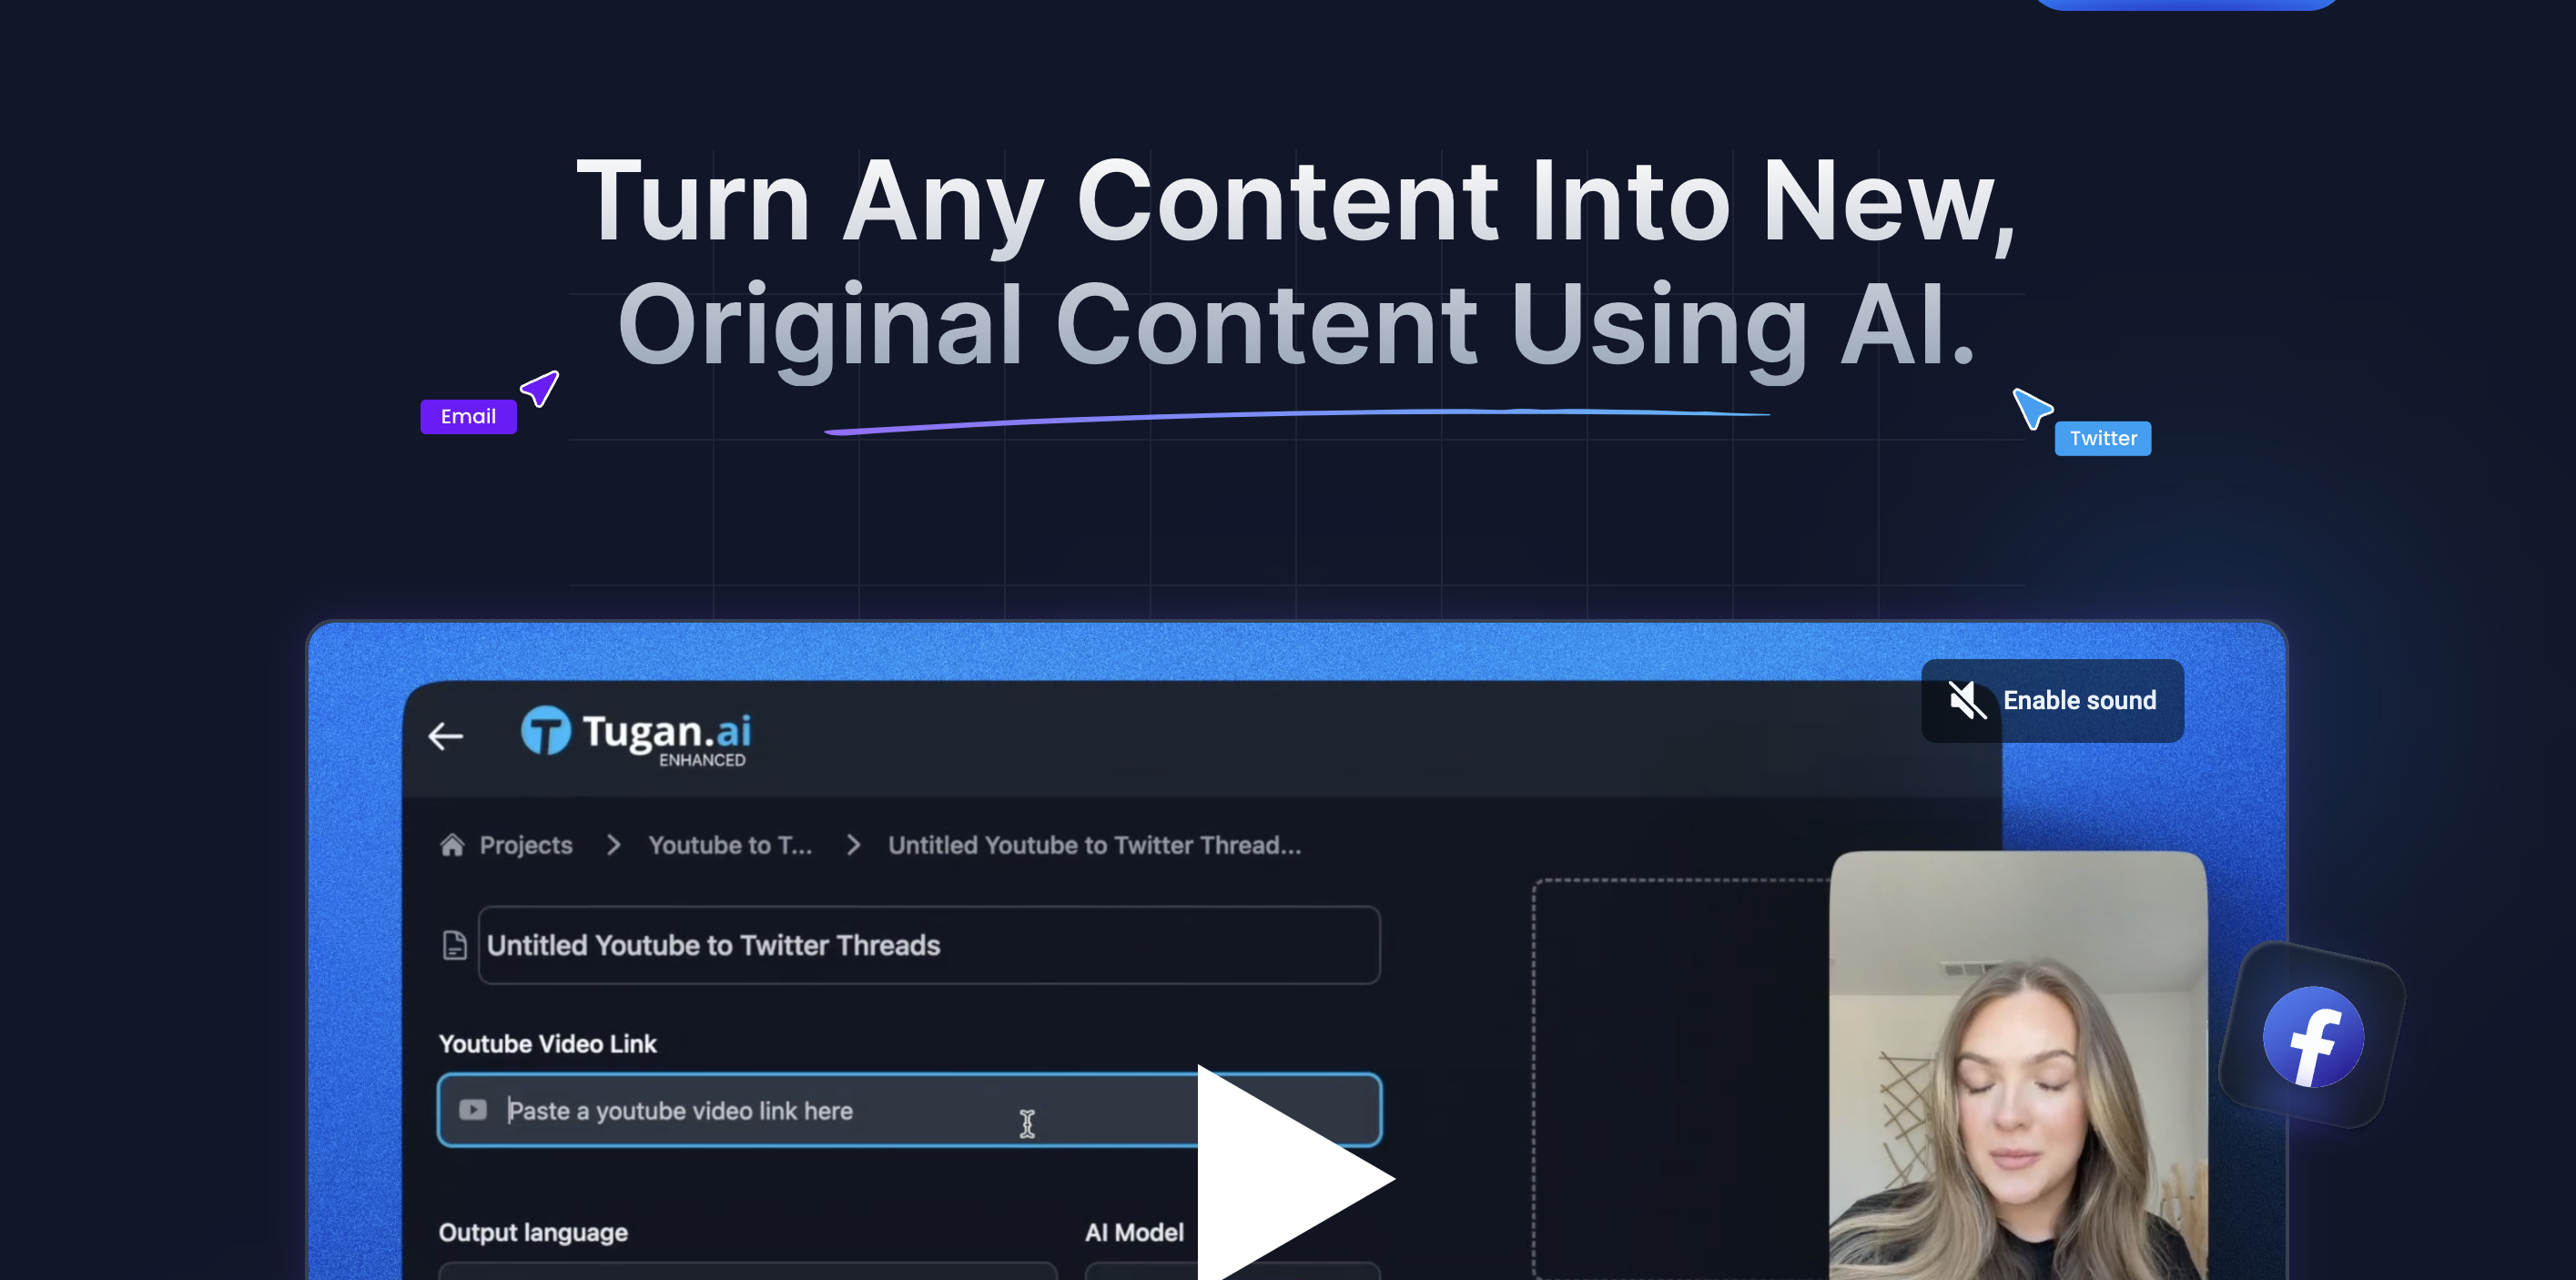 Turn Any Content Into New,
Original Content Using AI.
Email
Twitter
Enable sound
Tugan.ai
ENHANCED
Projects > Youtube to T... > Untitled Youtube to Twitter Thread...
Untitled Youtube to Twitter Threads
Youtube Video Link
Paste a youtube video link here
Output language
AI Model